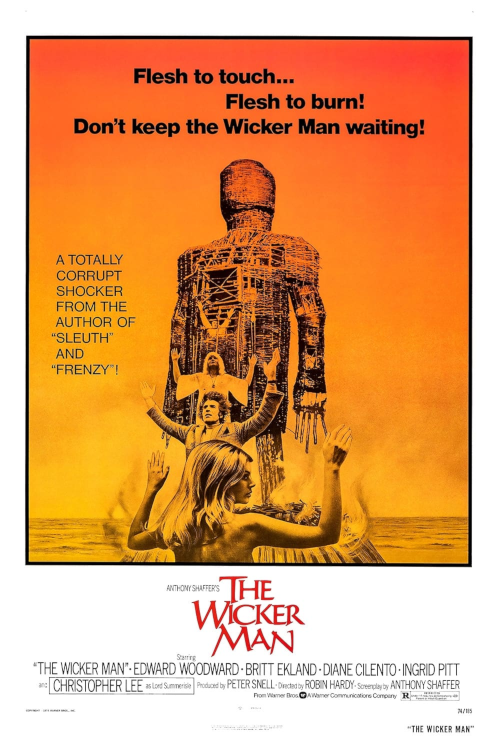 Flesh to touch...
Flesh to burn!
Don't keep the Wicker Man waiting!
A TOTALLY
CORRUPT
SHOCKER
FROM THE
AUTHOR OF
"SLEUTH"
AND
"FRENZY"!
ANTHONY SHAFFER'S
THE
WICKER
MAN
Starring
"THE WICKER MAN" · EDWARD WOODWARD · BRITT EKLAND · DIANE CILENTO · INGRID PITT
and CHRISTOPHER LEE as Lord Summerisle Produced by PETER SNELL · Directed by ROBIN HARDY · Screenplay by ANTHONY SHAFFER
From Warner Bros. A Warner Communications Company R
"THE WICKER MAN"